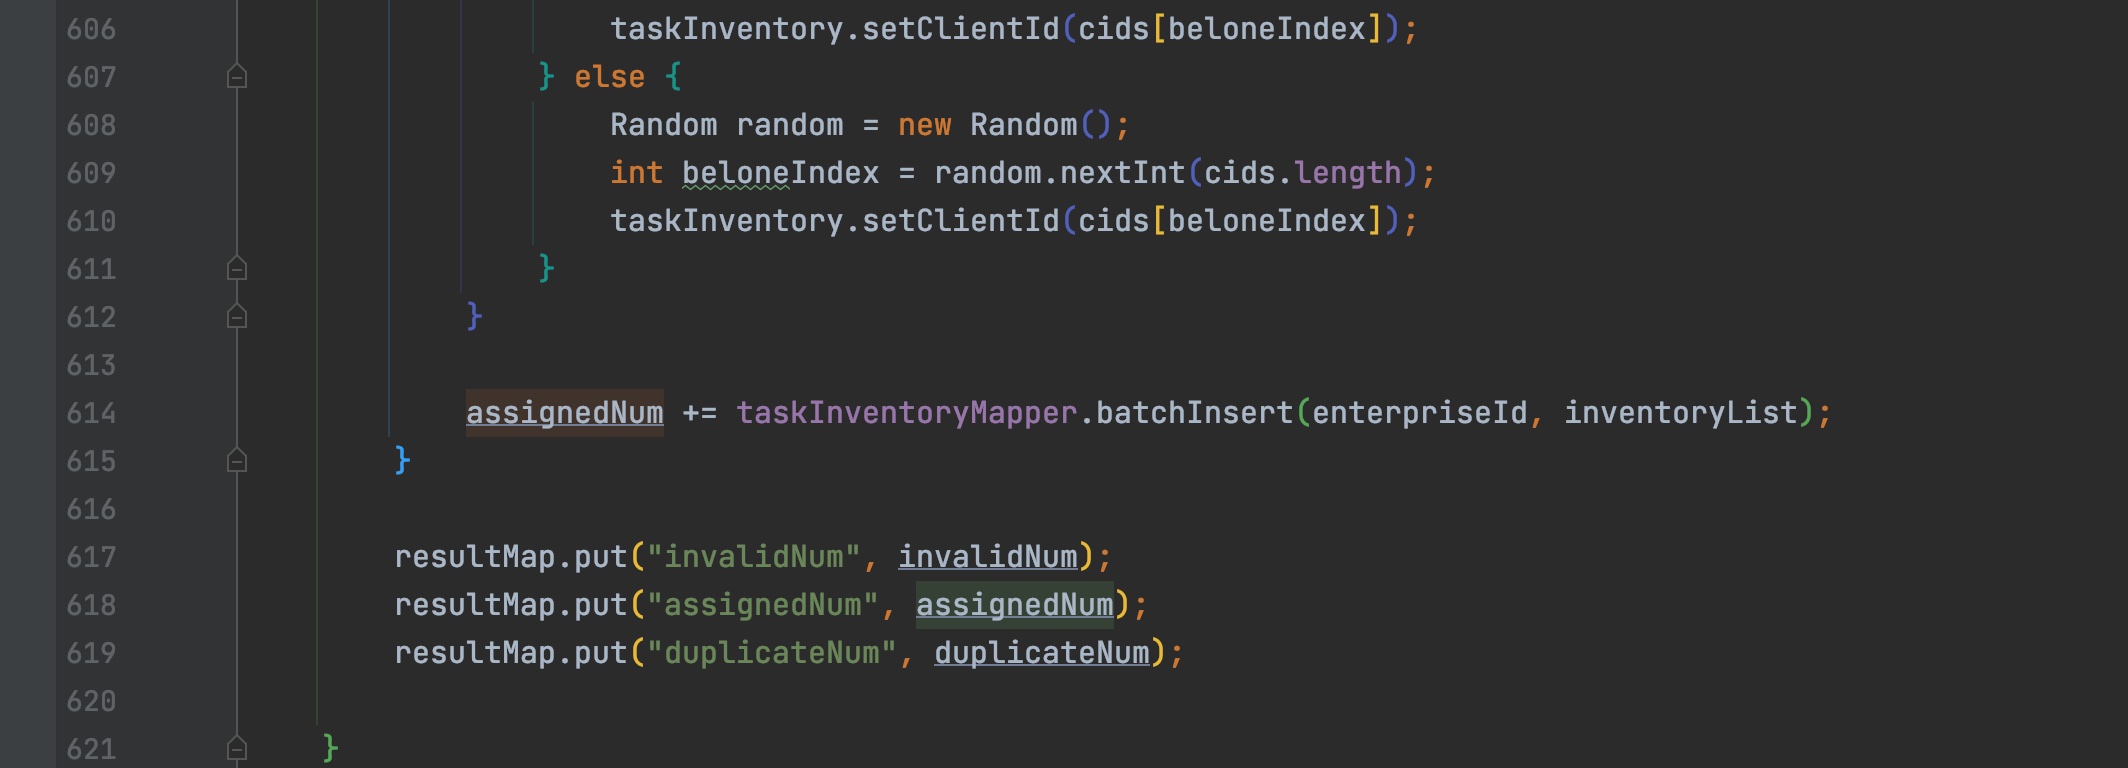 606 taskInventory.setClientId(cids[beloneIndex]);
607 } else {
608 Random random = new Random();
609 int beloneIndex = random.nextInt(cids.length);
610 taskInventory.setClientId(cids[beloneIndex]);
611 }
612 }
613
614 assignedNum += taskInventoryMapper.batchInsert(enterpriseId, inventoryList);
615 }
616
617 resultMap.put("invalidNum", invalidNum);
618 resultMap.put("assignedNum", assignedNum);
619 resultMap.put("duplicateNum", duplicateNum);
620
621 }